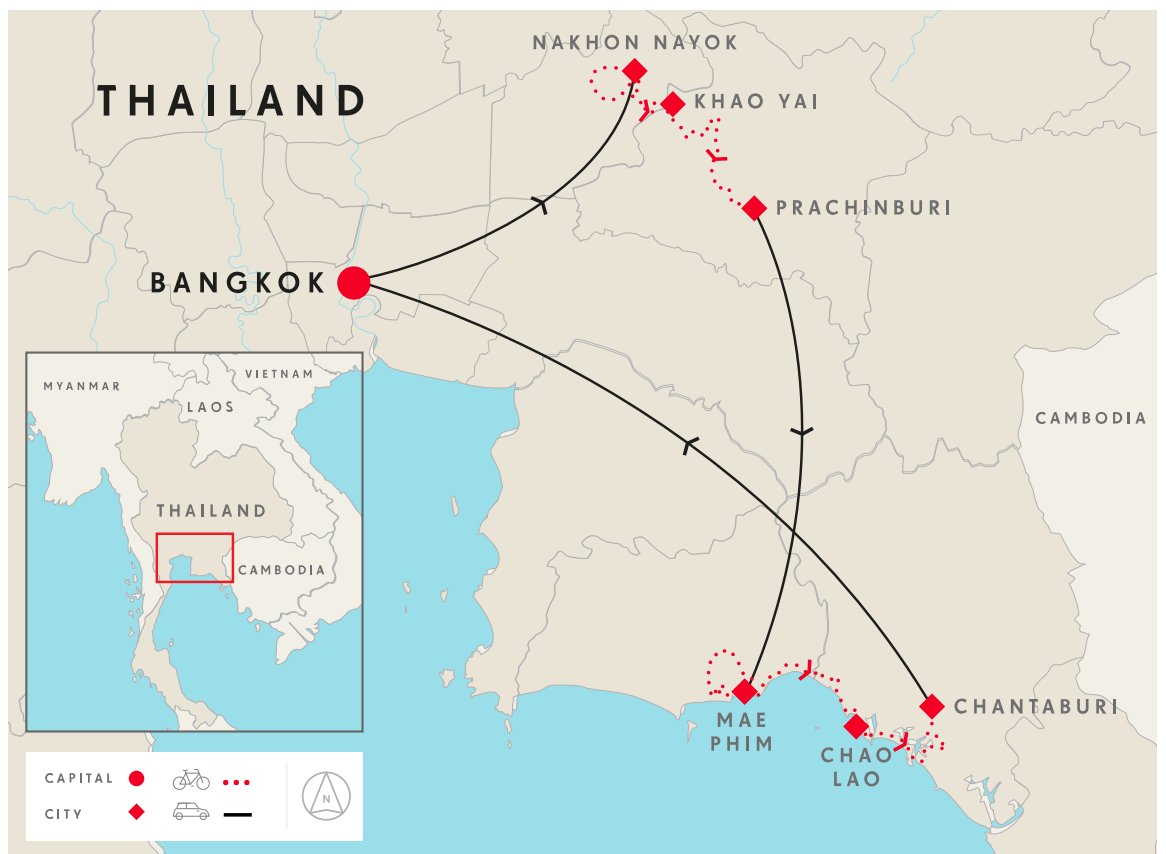 NAKHON NAYOK
THAILAND
KHAO YAI
PRACHINBURI
BANGKOK
CAMBODIA
MYANMAR
VIETNAM
LAOS
THAILAND
CAMBODIA
MAE
PHIM
CHAO
LAO
CHANTABURI
CAPITAL
CITY
N